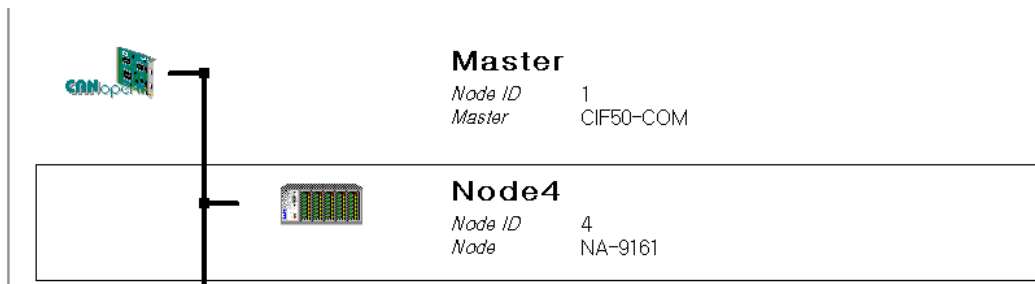 Master
CANopen
Node ID 1
Master CIF50-COM
Node4
Node ID 4
Node NA-9161